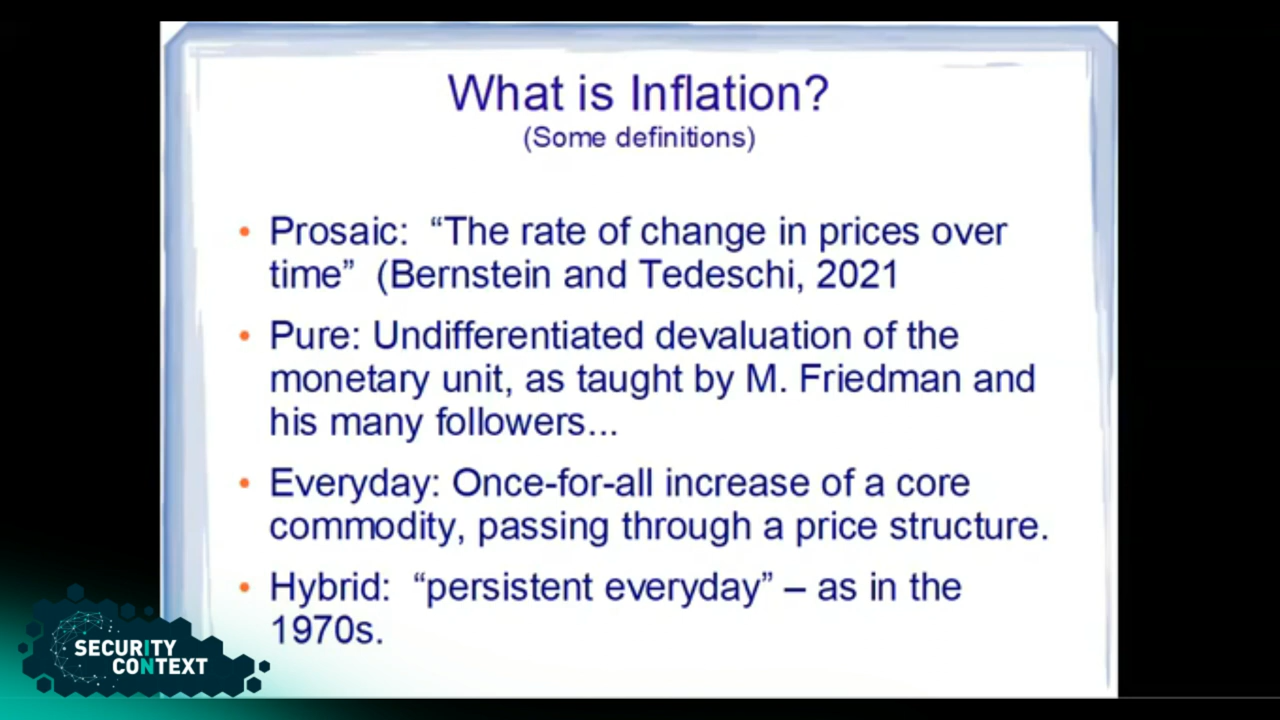 What is Inflation?
(Some definitions)
• Prosaic:  “The rate of change in prices over
time”  (Bernstein and Tedeschi, 2021
• Pure: Undifferentiated devaluation of the
monetary unit, as taught by M. Friedman and
his many followers...
• Everyday: Once-for-all increase of a core
commodity, passing through a price structure.
• Hybrid:  “persistent everyday” – as in the
1970s.
SECURITY
CONTEXT